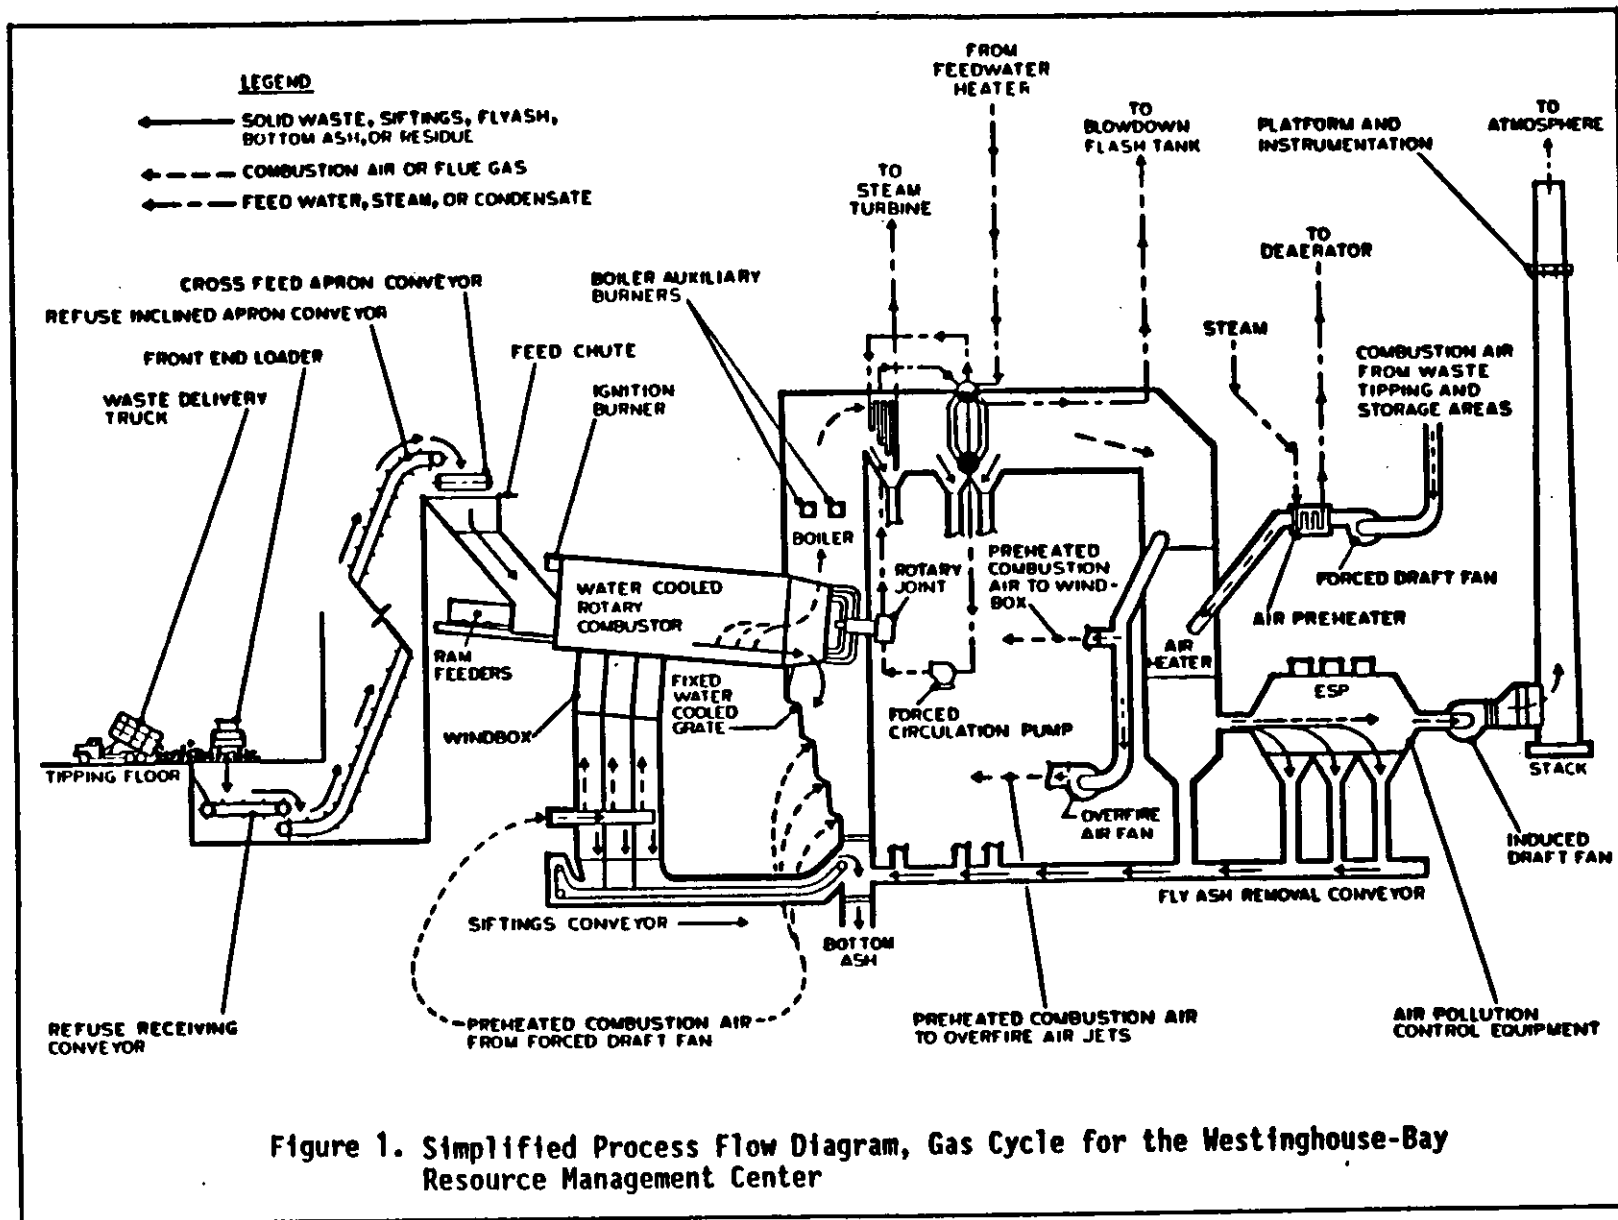 LEGEND
SOLID WASTE, SIFTINGS, FLYASH,
BOTTOM ASH, OR RESIDUE
COMBUSTION AIR OR FLUE GAS
FEED WATER, STEAM, OR CONDENSATE
FROM
FEEDWATER
HEATER
TO
BLOWDOWN
FLASH TANK
PLATFORM AND
INSTRUMENTATION
TO
ATMOSPHERE
TO
STEAM
TURBINE
TO
DEAERATOR
CROSS FEED APRON CONVEYOR
REFUSE INCLINED APRON CONVEYOR
FRONT END LOADER
WASTE DELIVERY
TRUCK
BOILER AUXILIARY
BURNERS
FEED CHUTE
IGNITION
BURNER
STEAM
COMBUSTION AIR
FROM WASTE
TIPPING AND
STORAGE AREAS
BOILER
WATER COOLED
ROTARY
COMBUSTOR
ROTARY
JOINT
PREHEATED
COMBUSTION
AIR TO WIND-
BOX
FORCED DRAFT FAN
AIR PREHEATER
RAM
FEEDERS
FIXED
WATER
COOLED
GRATE
AIR
HEATER
ESP
WINDBOX
FORCED
CIRCULATION PUMP
TIPPING FLOOR
STACK
OVERFIRE
AIR FAN
INDUCED
DRAFT FAN
FLY ASH REMOVAL CONVEYOR
SIFTINGS CONVEYOR
BOTTOM
ASH
REFUSE RECEIVING
CONVEYOR
PREHEATED COMBUSTION AIR
FROM FORCED DRAFT FAN
PREHEATED COMBUSTION AIR
TO OVERFIRE AIR JETS
AIR POLLUTION
CONTROL EQUIPMENT
Figure 1. Simplified Process Flow Diagram, Gas Cycle for the Westinghouse-Bay
Resource Management Center